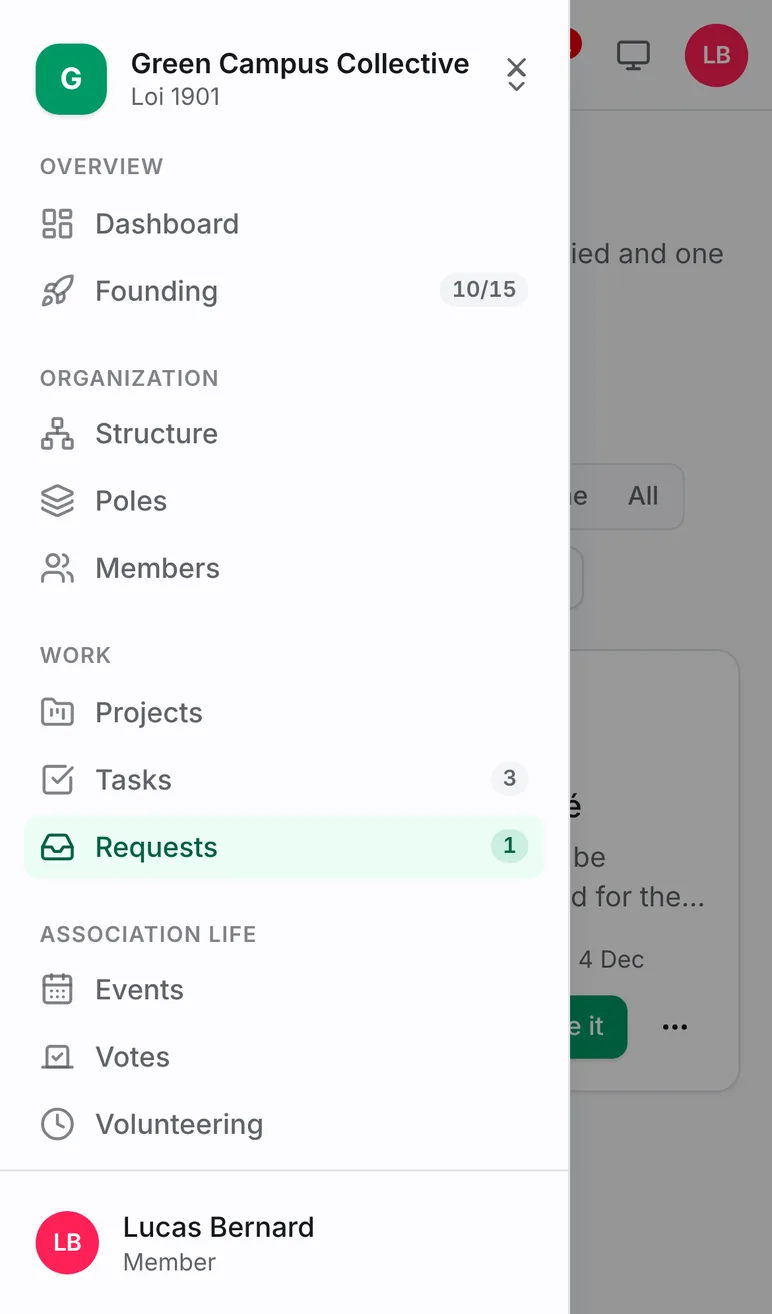 G
Green Campus Collective
Loi 1901
LB
OVERVIEW
Dashboard
ied and one
Founding
10/15
ORGANIZATION
Structure
Poles
All
Members
WORK
Projects
Tasks
3
é
Requests
1
be
d for the...
ASSOCIATION LIFE
4 Dec
Events
e it
Votes
Volunteering
LB
Lucas Bernard
Member